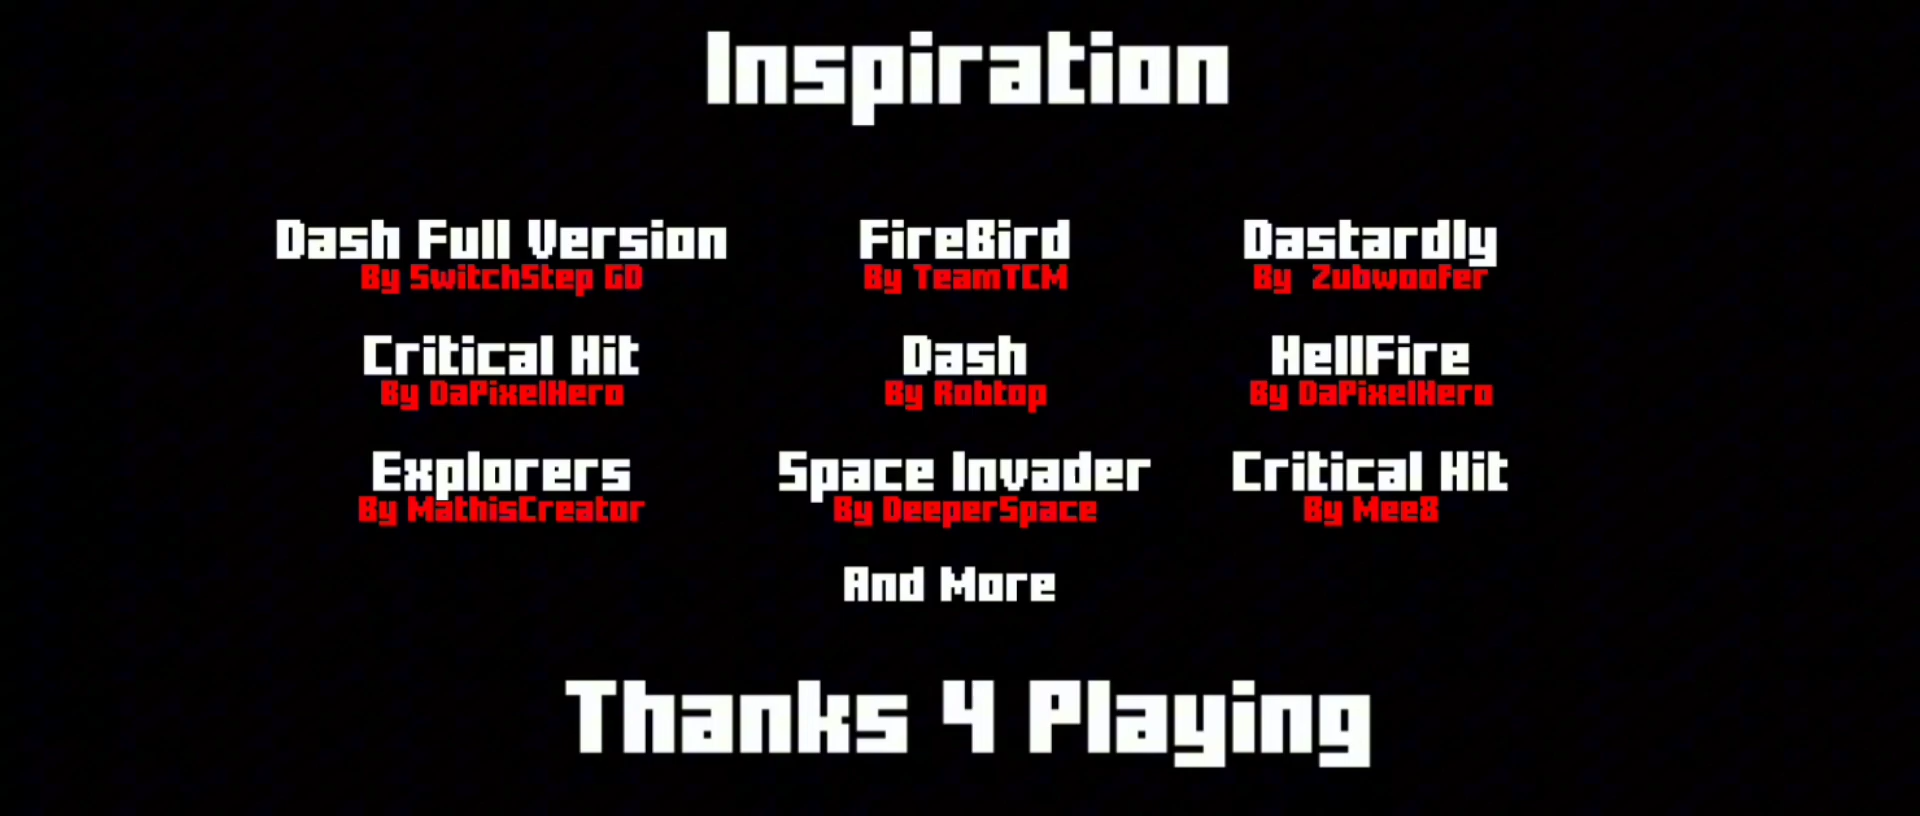 Inspiration
Dash Full Version
By SwitchStep GD
FireBird
By TeamTCM
Dastardly
By Zubwoofer
Critical Hit
By DaPixelHero
Dash
By Robtop
HellFire
By DaPixelHero
Explorers
By MathisCreator
Space Invader
By DeeperSpace
Critical Hit
By Mee8
And More
Thanks 4 Playing